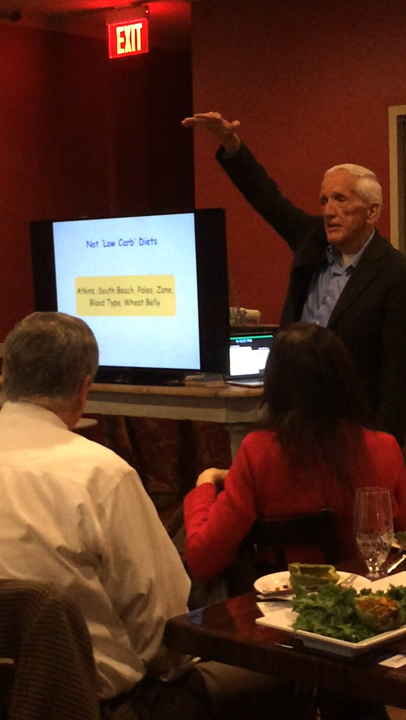 EXIT
Not 'Low Carb' Diets
Atkins, South Beach, Paleo, Zone,
Blood Type, Wheat Belly